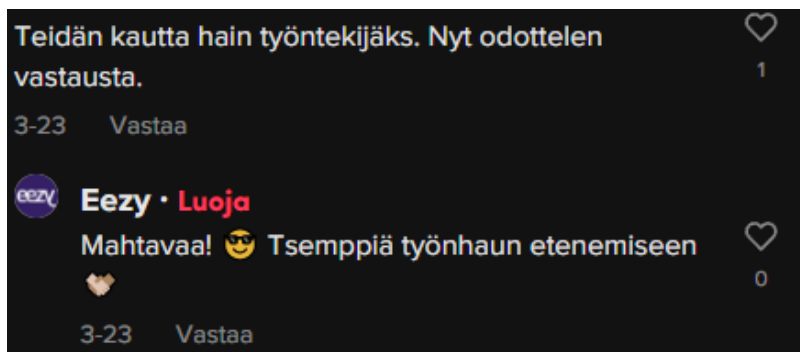 Teidän kautta hain työntekijäks. Nyt odottelen
vastausta.
1
3-23 Vastaa
eezy
Eezy · Luoja
Mahtavaa! 😎 Tsemppiä työnhaun etenemiseen
🤝
0
3-23 Vastaa